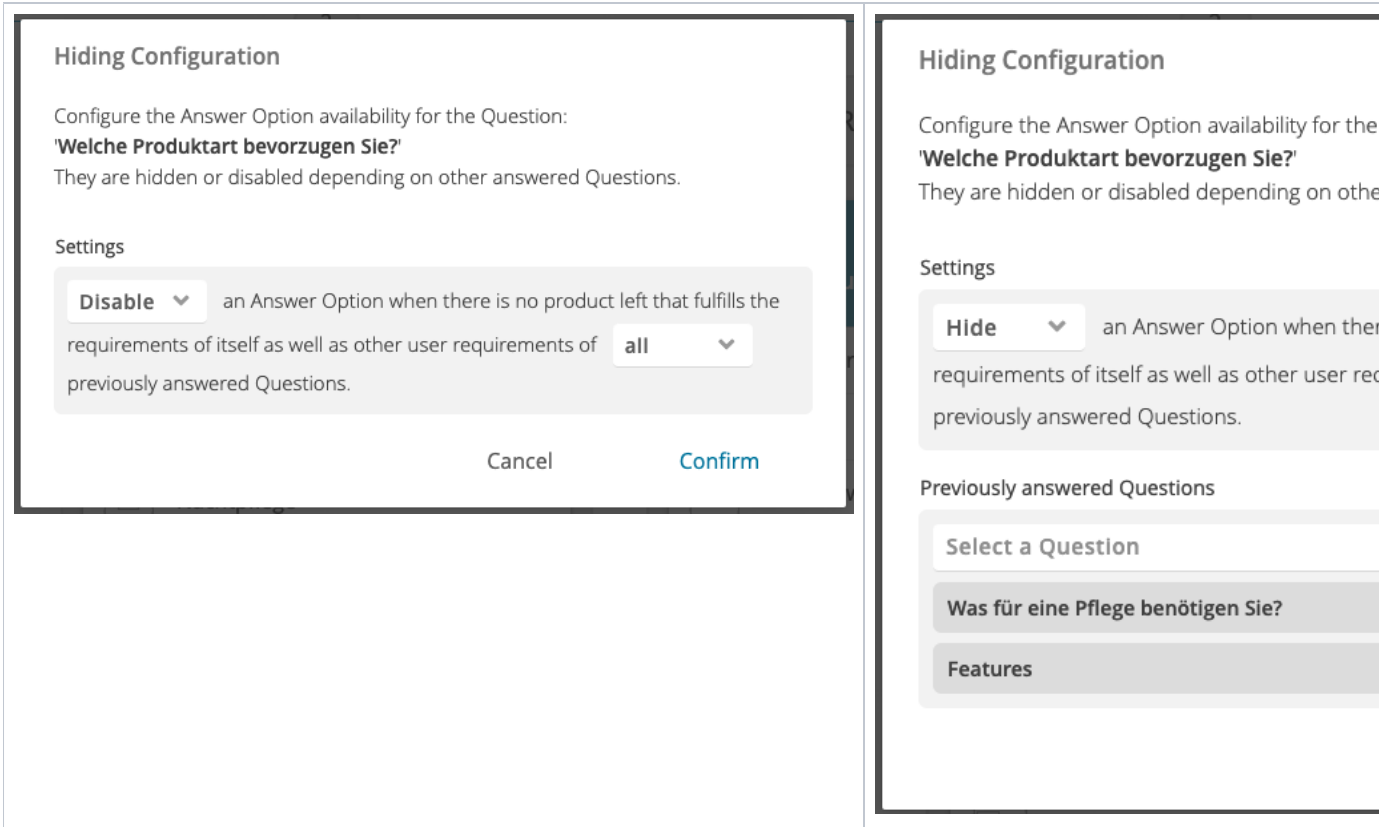 Hiding Configuration
Configure the Answer Option availability for the Question:
'Welche Produktart bevorzugen Sie?'
They are hidden or disabled depending on other answered Questions.
Settings
Disable an Answer Option when there is no product left that fulfills the
requirements of itself as well as other user requirements of all
previously answered Questions.
Cancel Confirm
Hiding Configuration
Configure the Answer Option availability for the
'Welche Produktart bevorzugen Sie?'
They are hidden or disabled depending on othe
Settings
Hide an Answer Option when ther
requirements of itself as well as other user rec
previously answered Questions.
Previously answered Questions
Select a Question
Was für eine Pflege benötigen Sie?
Features